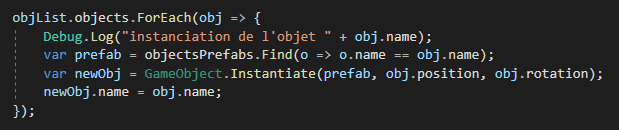 objList.objects.ForEach(obj => {
    Debug.Log("instanciation de l'objet " + obj.name);
    var prefab = objectsPrefabs.Find(o => o.name == obj.name);
    var newObj = GameObject.Instantiate(prefab, obj.position, obj.rotation);
    newObj.name = obj.name;
});